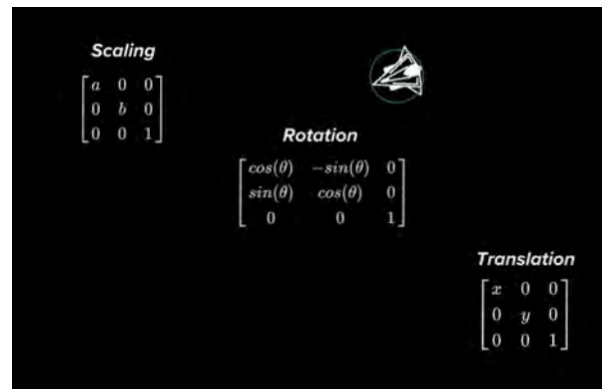 Scaling
a 0 0
0 b 0
0 0 1
Rotation
cos(θ) −sin(θ) 0
sin(θ) cos(θ) 0
0 0 1
Translation
x 0 0
0 y 0
0 0 1